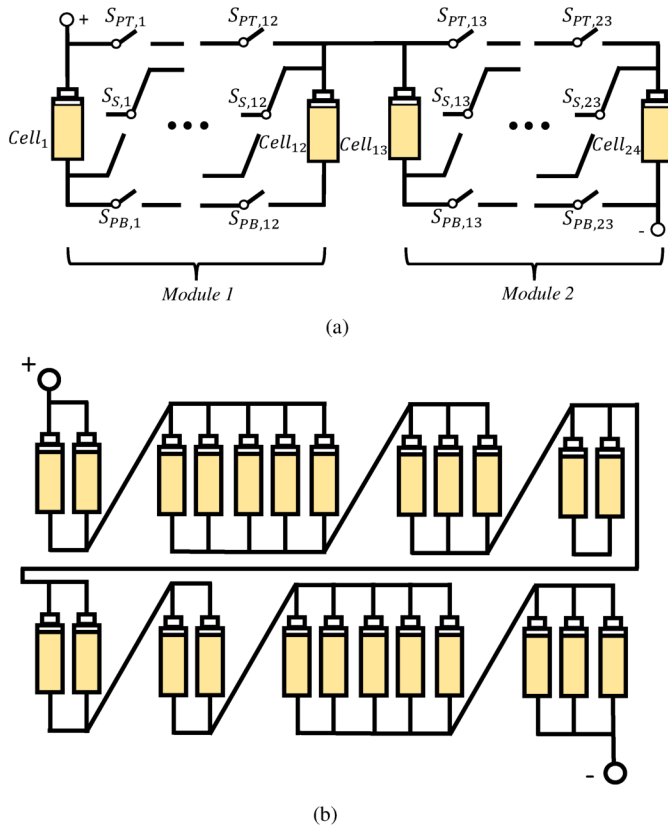 + S_{PT,1} S_{PT,12} S_{PT,13} S_{PT,23}
S_{S,1} S_{S,12} S_{S,13} S_{S,23}
••• •••
Cell_1 Cell_{12} Cell_{13} Cell_{24}
S_{PB,1} S_{PB,12} S_{PB,13} S_{PB,23} -
Module 1 Module 2
(a)
+
-
(b)